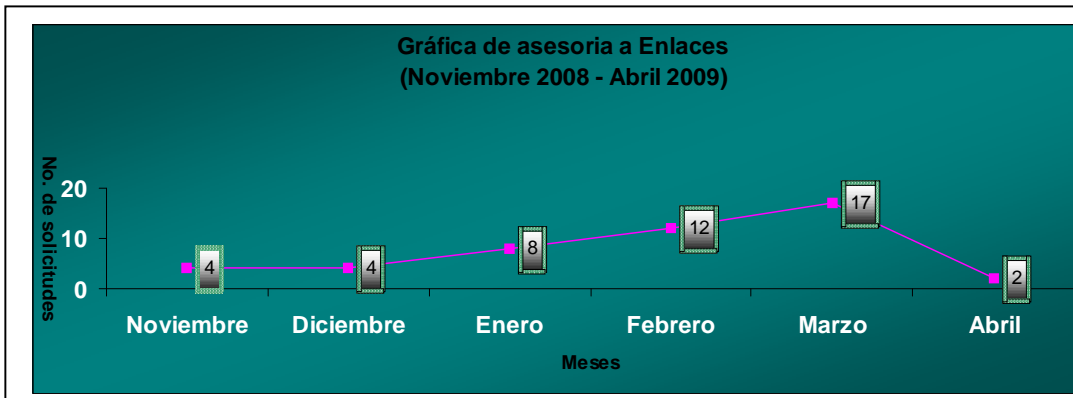 Gráfica de asesoria a Enlaces
(Noviembre 2008 - Abril 2009)
No. de solicitudes
20
10
0
4
4
8
12
17
2
Noviembre
Diciembre
Enero
Febrero
Marzo
Abril
Meses